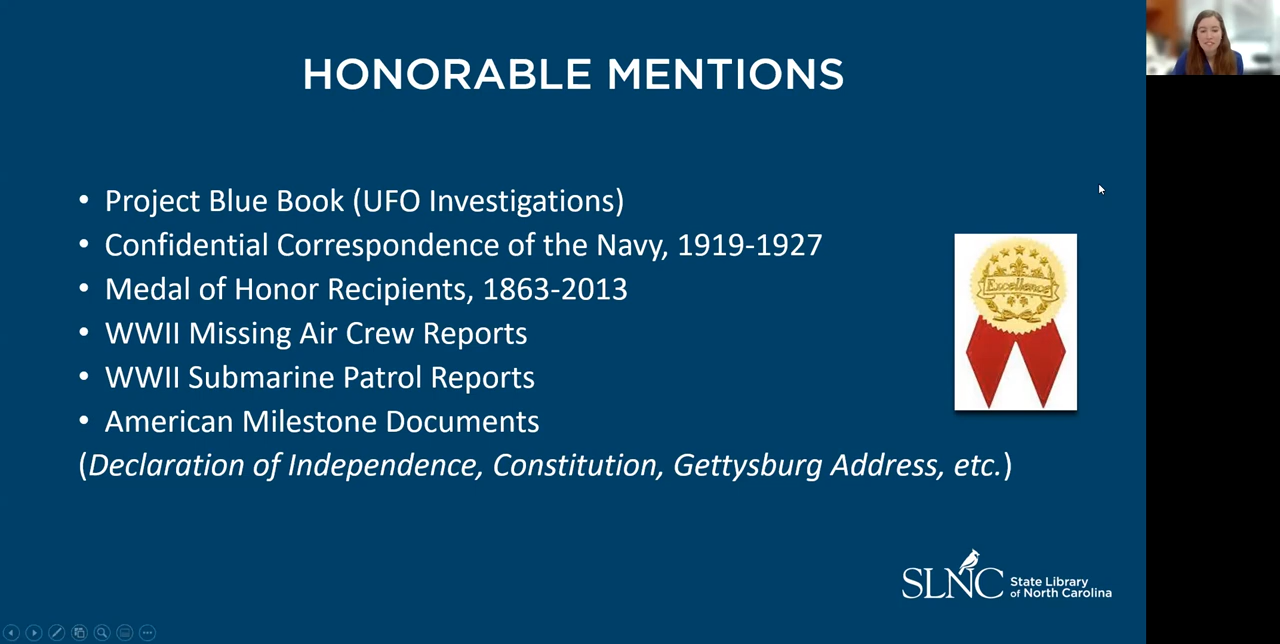 HONORABLE MENTIONS
• Project Blue Book (UFO Investigations)
• Confidential Correspondence of the Navy, 1919-1927
• Medal of Honor Recipients, 1863-2013
• WWII Missing Air Crew Reports
• WWII Submarine Patrol Reports
• American Milestone Documents
(Declaration of Independence, Constitution, Gettysburg Address, etc.)
Excellence
SLNC State Library
of North Carolina